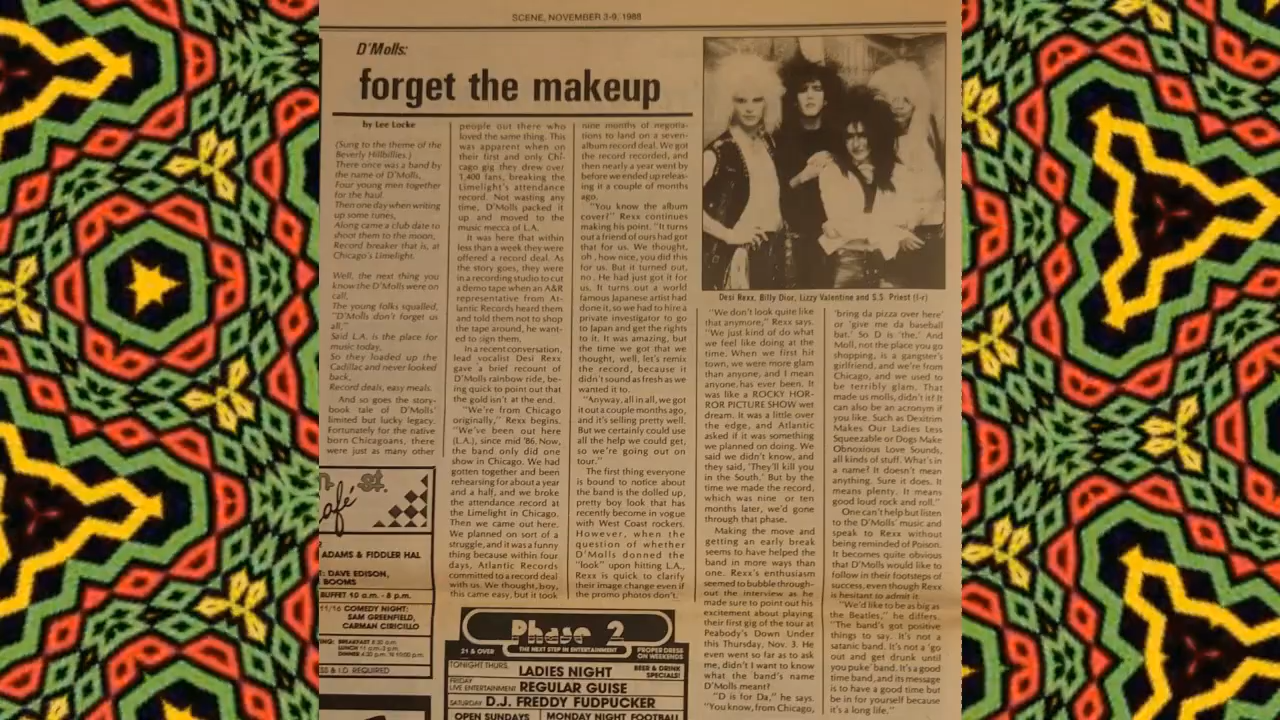 SCENE, NOVEMBER 3-9, 1988
D'Molls:
forget the makeup
by Lee Locke
(Sung to the theme of the
Beverly Hillbillies.)
There once was a band by
the name of D'Molls,
Four young men together
for the haul.
Then one day when writing
up some tunes,
Along came a club date to
shoot them to the moon,
Record breaker that is, at
Chicago's Limelight.
Well, the next thing you
know the D'Molls were on
call,
The young folks squalled,
"D'Molls don't forget us
all,"
Said L.A. is the place for
music today,
So they loaded up the
Cadillac and never looked
back,
Record deals, easy meals.
And so goes the story-
book tale of D'Molls'
limited but lucky legacy.
Fortunately for the native
born Chicagoans, there
were just as many other
people out there who
loved the same thing. This
was apparent when on
their first and only Chi-
cago gig they drew over
1,400 fans, breaking the
Limelight's attendance
record. Not wasting any
time, D'Molls packed it
up and moved to the
music mecca of L.A.
It was here that within
less than a week they were
offered a record deal. As
the story goes, they were
in a recording studio to cut
a demo tape when an A&R
representative from At-
lantic Records heard them
and told them not to shop
the tape around, he want-
ed to sign them.
In a recent conversation,
lead vocalist Desi Rexx
gave a brief recount of
D'Molls rainbow ride, be-
ing quick to point out that
the gold isn't at the end.
"We're from Chicago
originally," Rexx begins.
"We've been out here
(L.A.), since mid '86. Now,
the band only did one
show in Chicago. We had
gotten together and been
rehearsing for about a year
and a half, and we broke
the attendance record at
the Limelight in Chicago.
Then we came out here.
We planned on sort of a
struggle, and it was a funny
thing because within four
days, Atlantic Records
committed to a record deal
with us. We thought, boy,
this came easy, but it took
nine months of negotia-
tions to land on a seven-
album record deal. We got
the record recorded, and
then nearly a year went by
before we ended up releas-
ing it a couple of months
ago.
"You know the album
cover?" Rexx continues
making his point. "It turns
out a friend of ours had got
that for us. We thought,
oh, how nice, you did this
for us. But it turned out,
no. He had just got it for
us. It turns out a world
famous Japanese artist had
done it, so we had to hire a
private investigator to go
to Japan and get the rights
to it. It was amazing, but
the time we got that we
thought, well, let's remix
the record, because it
didn't sound as fresh as we
wanted it to.
"Anyway, all in all, we got
it out a couple months ago,
and it's selling pretty well.
But we certainly could use
all the help we could get,
so we're going out on
tour."
The first thing everyone
is bound to notice about
the band is the dolled up,
pretty boy look that has
recently become in vogue
with West Coast rockers.
However, when the
question of whether
D'Molls donned the
"look" upon hitting L.A.,
Rexx is quick to clarify
their image change even if
the promo photos don't.
Desi Rexx, Billy Dior, Lizzy Valentine and S.S. Priest (l-r)
"We don't look quite like
that anymore," Rexx says.
"We just kind of do what
we feel like doing at the
time. When we first hit
town, we were more glam
than anyone, and I mean
anyone, has ever been. It
was like a ROCKY HOR-
ROR PICTURE SHOW wet
dream. It was a little over
the edge, and Atlantic
asked if it was something
we planned on doing. We
said we didn't know, and
they said, 'They'll kill you
in the South.' But by the
time we made the record,
which was nine or ten
months later, we'd gone
through that phase.
Making the move and
getting an early break
seems to have helped the
band in more ways than
one. Rexx's enthusiasm
seemed to bubble through-
out the interview as he
made sure to point out his
excitement about playing
their first gig of the tour at
Peabody's Down Under
this Thursday, Nov. 3. He
even went so far as to ask
me, didn't I want to know
what the band's name
D'Molls meant?
"D is for Da," he says.
"You know, from Chicago,
'bring da pizza over here'
or 'give me da baseball
bat.' So D is 'the.' And
Moll, not the place you go
shopping, is a gangster's
girlfriend, and we're from
Chicago, and we used to
be terribly glam. That
made us molls, didn't it? It
can also be an acronym if
you like. Such as Dexitrim
Makes Our Ladies Less
Squeezable or Dogs Make
Obnoxious Love Sounds,
all kinds of stuff. What's in
a name? It doesn't mean
anything. Sure it does. It
means plenty. It means
good loud rock and roll."
One can't help but listen
to the D'Molls' music and
speak to Rexx without
being reminded of Poison.
It becomes quite obvious
that D'Molls would like to
follow in their footsteps of
success, even though Rexx
is hesitant to admit it.
"We'd like to be as big as
the Beatles," he differs.
"The band's got positive
things to say. It's not a
satanic band. It's not a 'go
out and get drunk until
you puke' band. It's a good
time band, and its message
is to have a good time but
be in for yourself because
it's a long life."
St.
afé
ADAMS & FIDDLER HAL
: DAVE EDISON,
BOOMS
BUFFET 10 a.m. - 8 p.m.
11/16 COMEDY NIGHT:
SAM GREENFIELD,
CARMAN CIRICILLO
BREAKFAST
LUNCH
DINNER
& I.D. REQUIRED
Phase 2
21 & OVER
THE NEXT STEP IN ENTERTAINMENT
PROPER DRESS
ON WEEKENDS
TONIGHT THURS. LADIES NIGHT BEER & DRINK
SPECIALS!
FRIDAY
LIVE ENTERTAINMENT REGULAR GUISE
SATURDAY D.J. FREDDY FUDPUCKER
OPEN SUNDAYS MONDAY NIGHT FOOTBALL